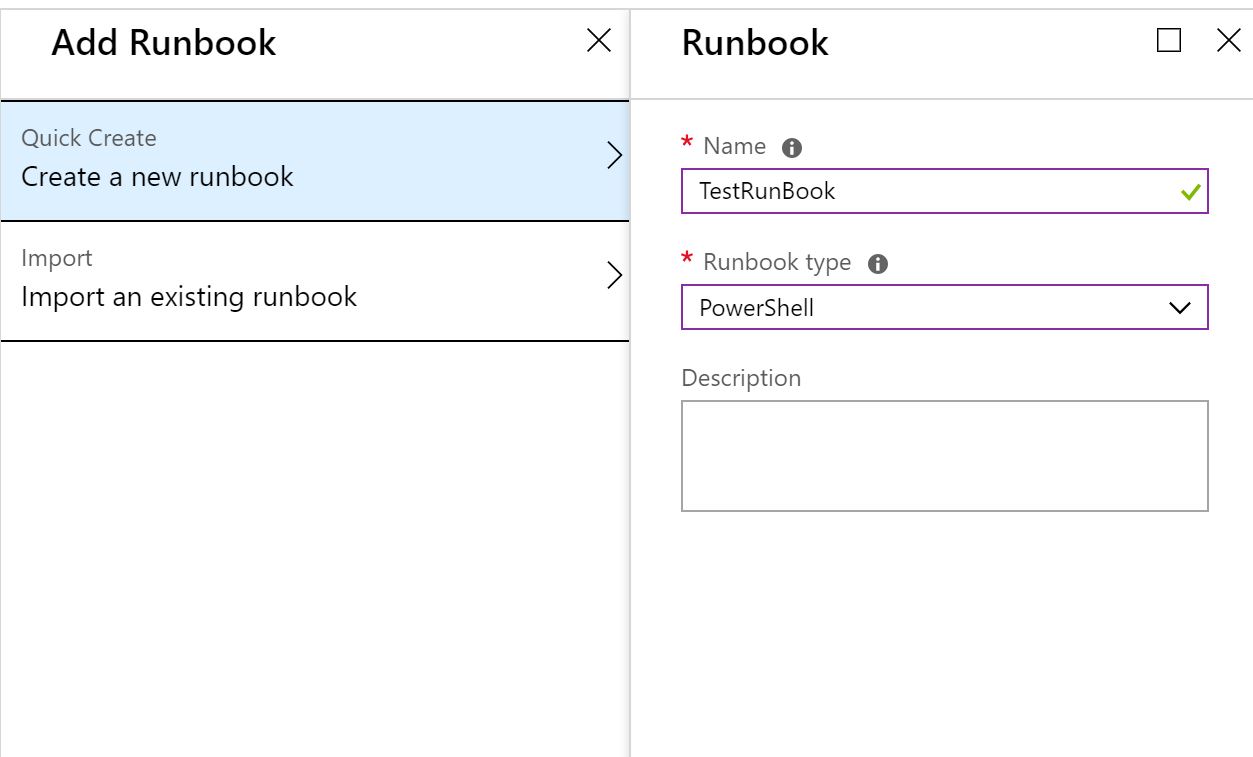 Add Runbook
Quick Create
Create a new runbook
Import
Import an existing runbook
Runbook
* Name
TestRunBook
* Runbook type
PowerShell
Description